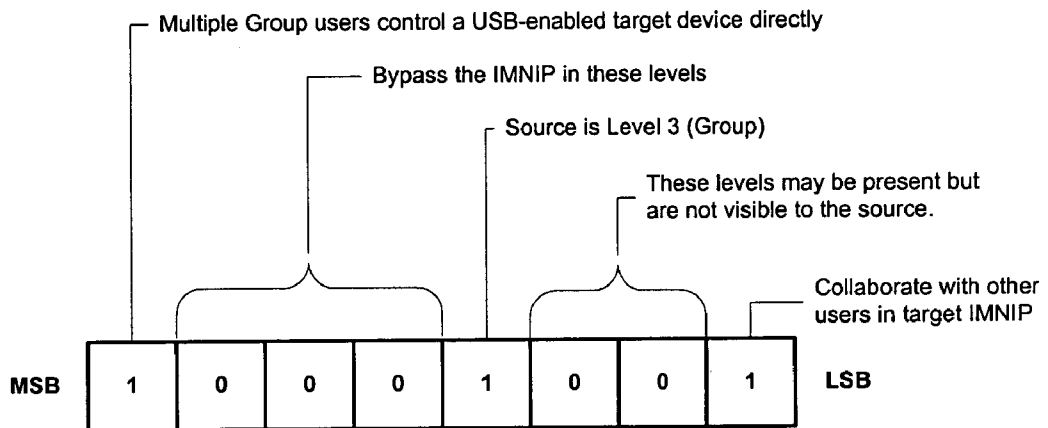 Multiple Group users control a USB-enabled target device directly
Bypass the IMNIP in these levels
Source is Level 3 (Group)
These levels may be present but
are not visible to the source.
Collaborate with other
users in target IMNIP
MSB 1 0 0 0 1 0 0 1 LSB